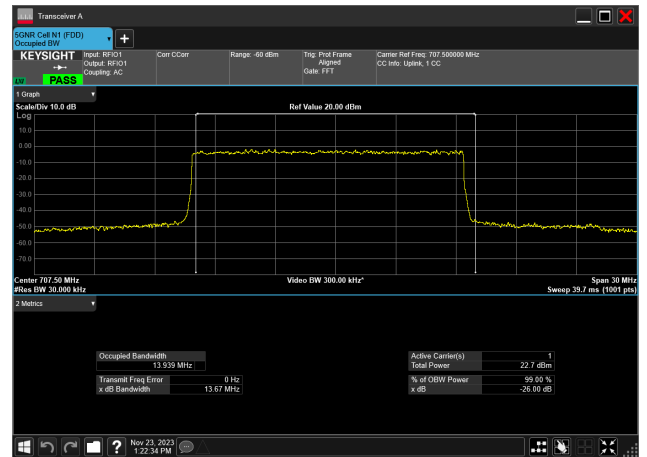 Transceiver A
5GNR Cell N1 (FDD)
Occupied BW
KEYSIGHT
LXI
PASS
Input: RFIO1
Output: RFIO1
Coupling: AC
Corr CCorr
Range: -60 dBm
Trig: Prot Frame
Aligned
Gate: FFT
Carrier Ref Freq: 707.500000 MHz
CC Info: Uplink, 1 CC
1 Graph
Scale/Div 10.0 dB
Ref Value 20.00 dBm
Log
10.0
0.00
-10.0
-20.0
-30.0
-40.0
-50.0
-60.0
-70.0
Center 707.50 MHz
Video BW 300.00 kHz*
Span 30 MHz
#Res BW 30.000 kHz
Sweep 39.7 ms (1001 pts)
2 Metrics
Occupied Bandwidth
13.939 MHz
Transmit Freq Error 0 Hz
x dB Bandwidth 13.67 MHz
Active Carrier(s) 1
Total Power 22.7 dBm
% of OBW Power 99.00 %
x dB -26.00 dB
Nov 23, 2023
1:22:34 PM